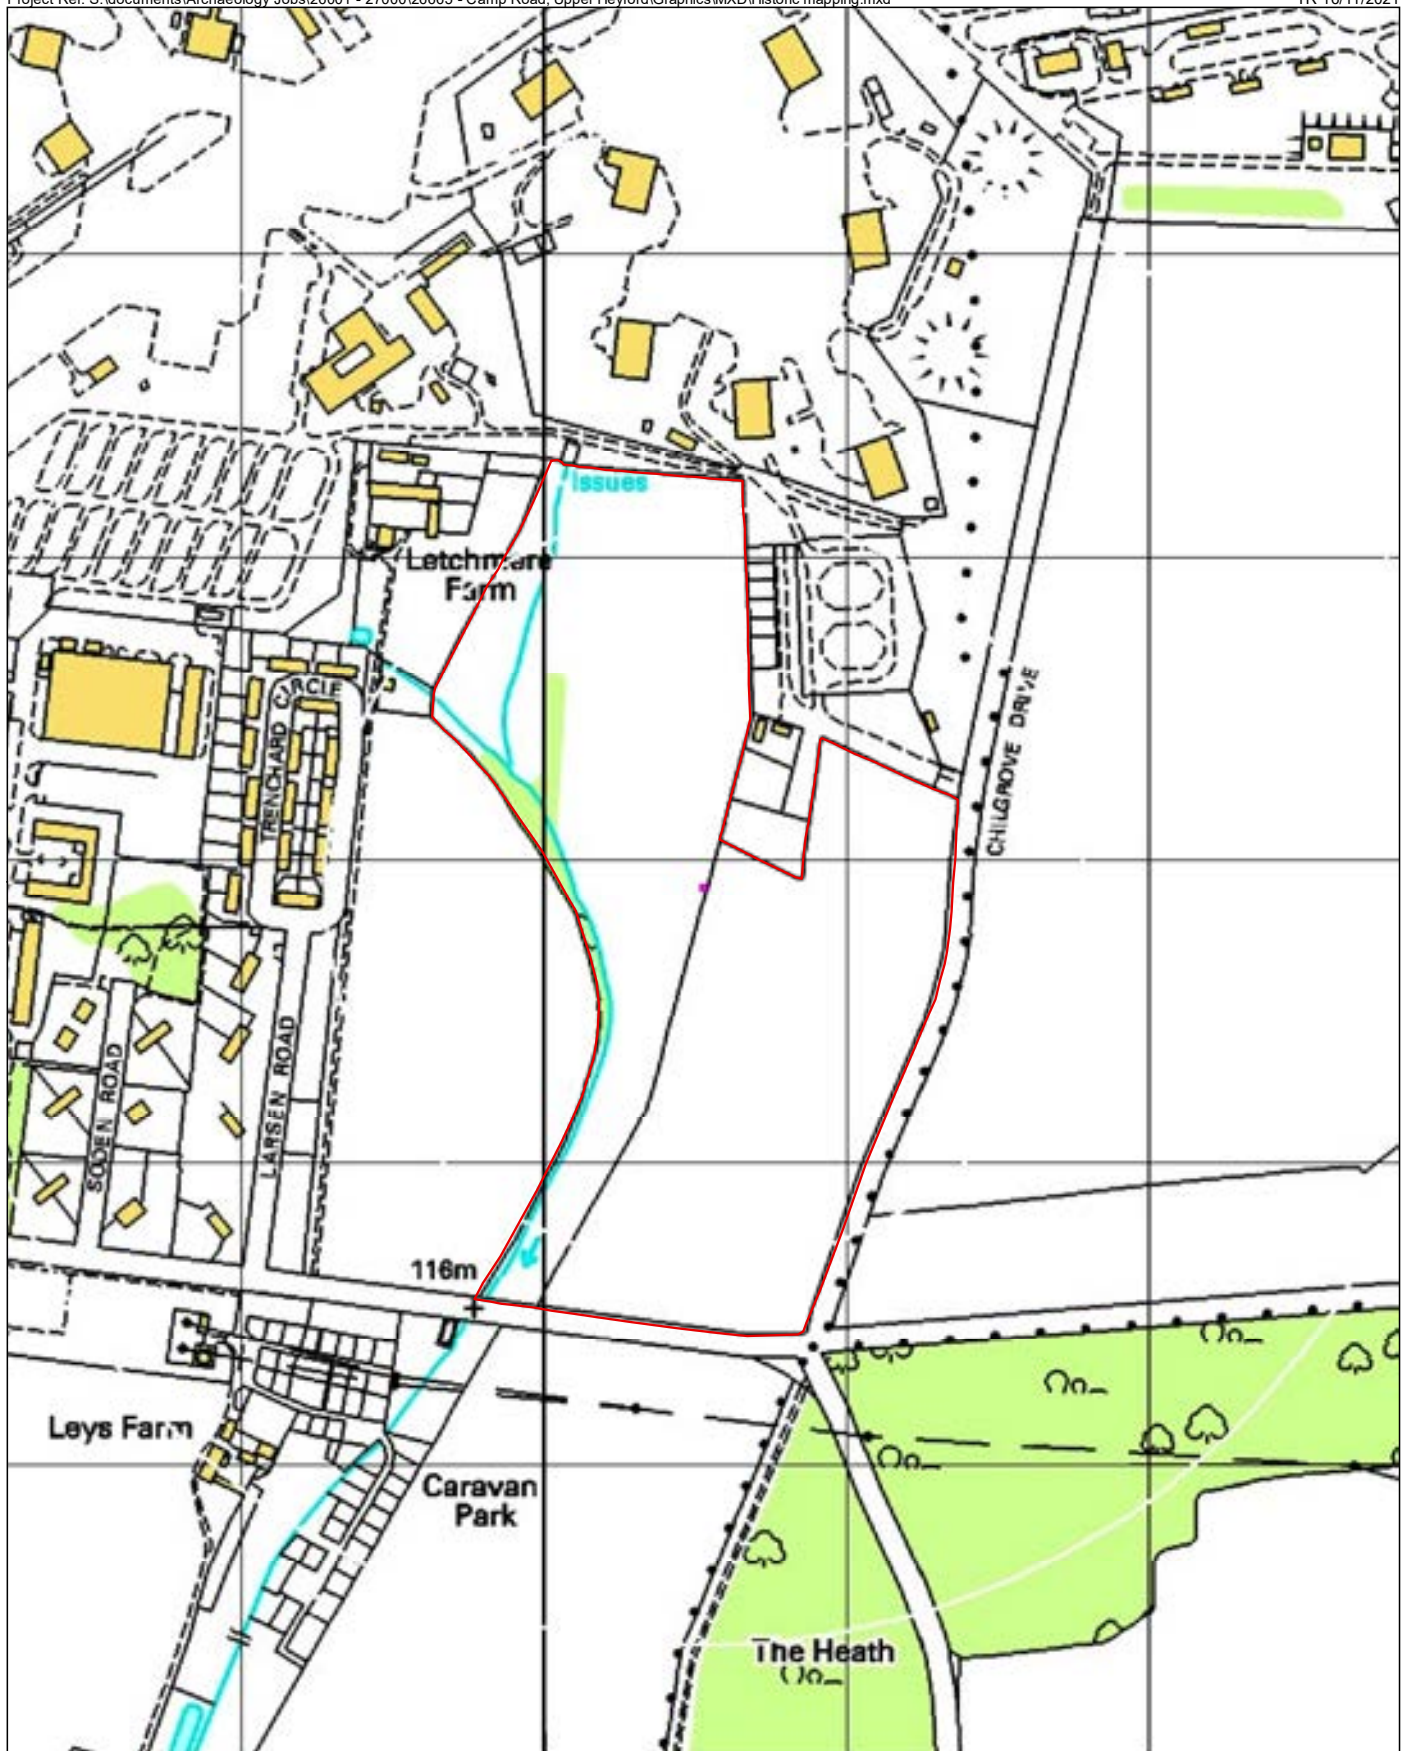 Issues
Letchmere
Farm
CIRCLE
TRENCHARD
CHILGROVE DRIVE
LARSEN ROAD
SODEN ROAD
116m
Leys Farm
Caravan
Park
The Heath